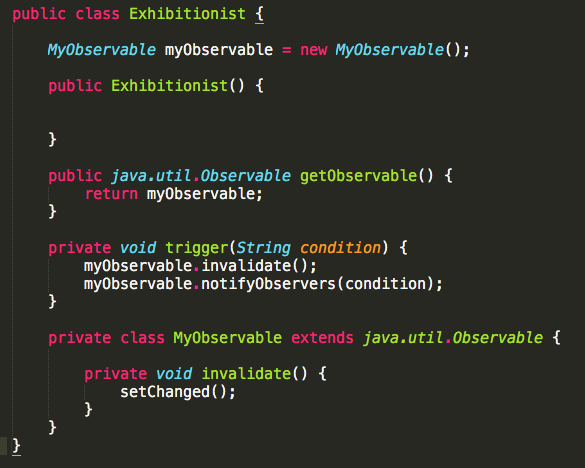 public class Exhibitionist {
MyObservable myObservable = new MyObservable();
public Exhibitionist() {
}
public java.util.Observable getObservable() {
return myObservable;
}
private void trigger(String condition) {
myObservable.invalidate();
myObservable.notifyObservers(condition);
}
private class MyObservable extends java.util.Observable {
private void invalidate() {
setChanged();
}
}
}